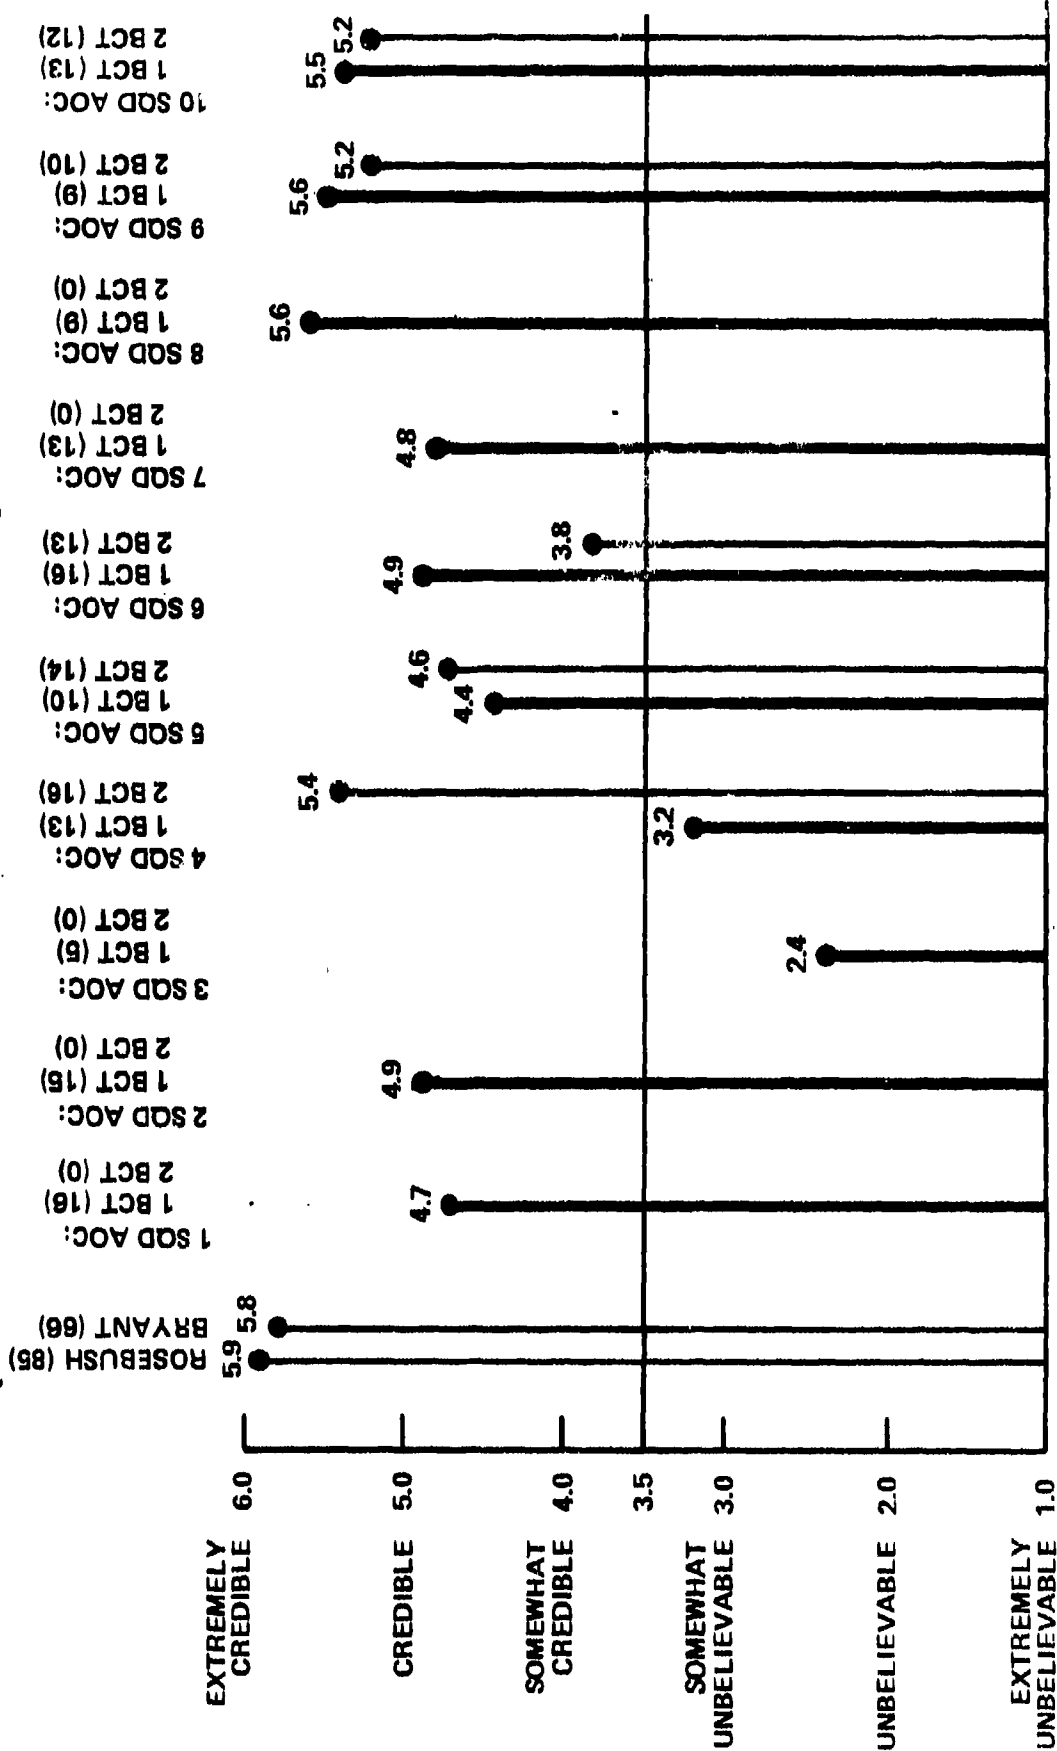 EXTREMELY
CREDIBLE 6.0
CREDIBLE 5.0
SOMEWHAT
CREDIBLE 4.0
3.5
SOMEWHAT
UNBELIEVABLE 3.0
UNBELIEVABLE 2.0
EXTREMELY
UNBELIEVABLE 1.0
5.9
5.8
4.7
4.9
2.4
3.2
5.4
4.4
4.6
4.9
3.8
4.8
5.6
5.6
5.2
5.5
5.2
ROSEBUSH (85)
BRYANT (66)
1 SQD AOC:
1 BCT (16)
2 BCT (0)
2 SQD AOC:
1 BCT (15)
2 BCT (0)
3 SQD AOC:
1 BCT (5)
2 BCT (0)
4 SQD AOC:
1 BCT (13)
2 BCT (16)
5 SQD AOC:
1 BCT (10)
2 BCT (14)
6 SQD AOC:
1 BCT (16)
2 BCT (13)
7 SQD AOC:
1 BCT (13)
2 BCT (0)
8 SQD AOC:
1 BCT (9)
2 BCT (0)
9 SQD AOC:
1 BCT (9)
2 BCT (10)
10 SQD AOC:
1 BCT (13)
2 BCT (12)